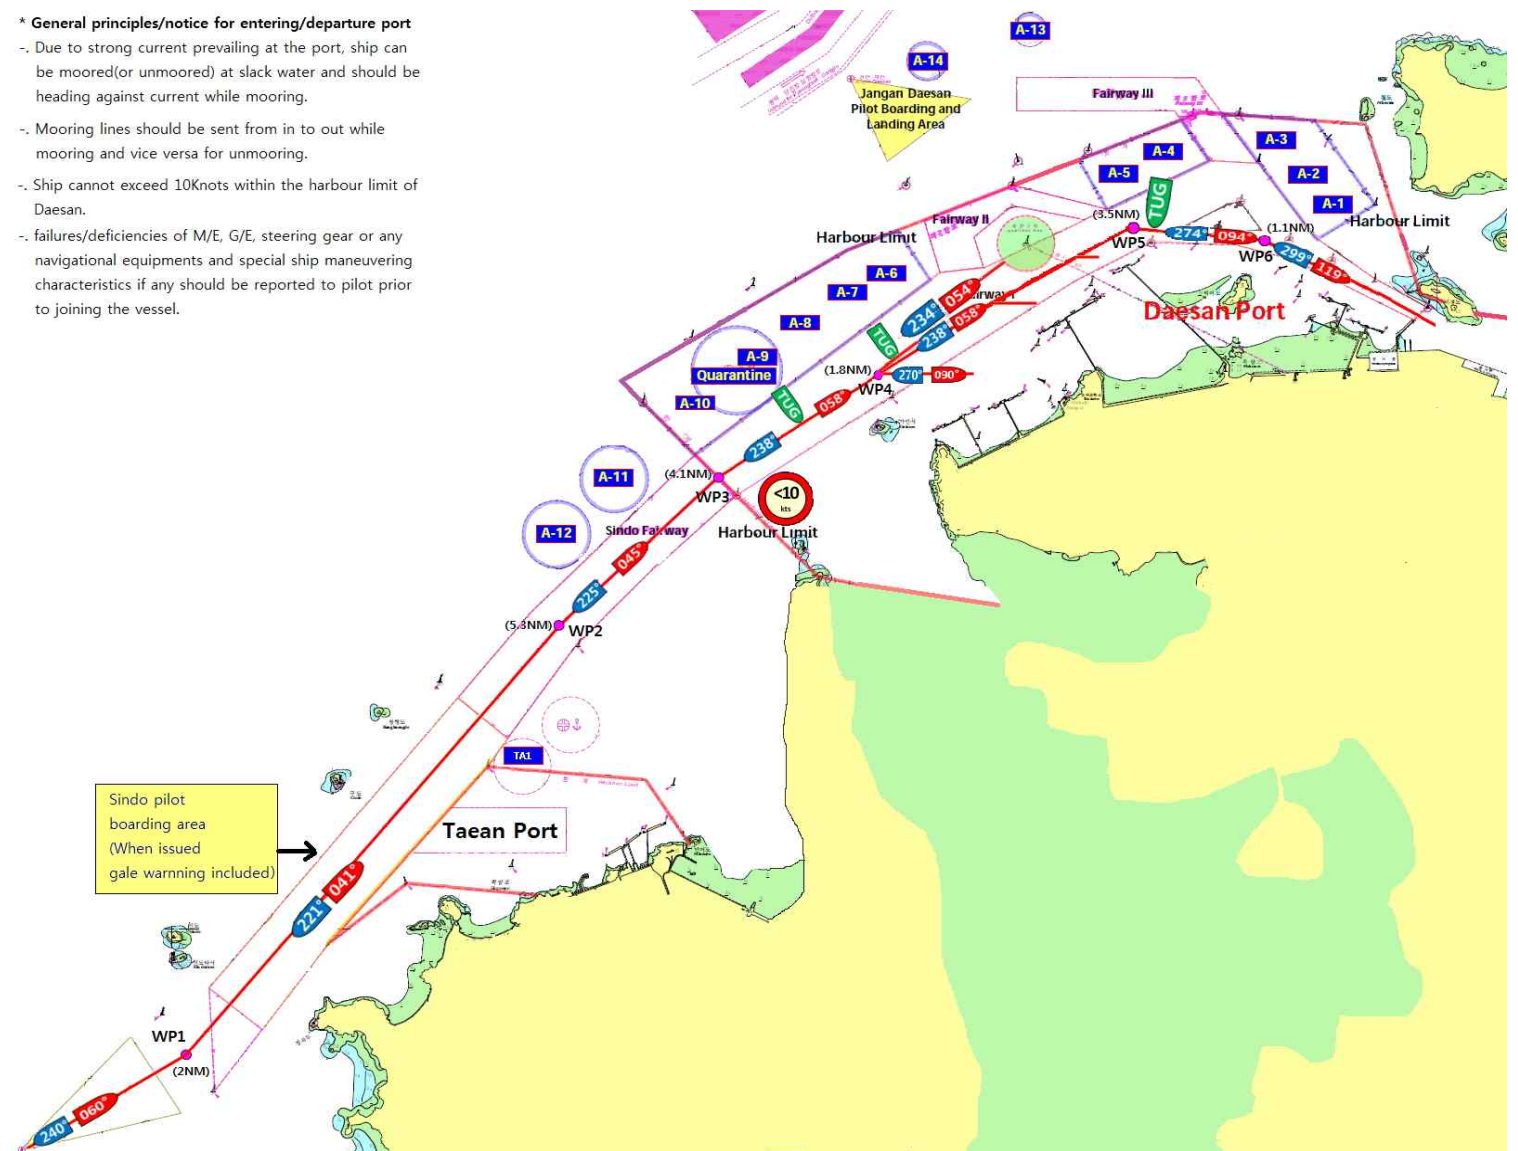 * General principles/notice for entering/departure port
-. Due to strong current prevailing at the port, ship can
be moored(or unmoored) at slack water and should be
heading against current while mooring.
-. Mooring lines should be sent from in to out while
mooring and vice versa for unmooring.
-. Ship cannot exceed 10Knots within the harbour limit of
Daesan.
-. failures/deficiencies of M/E, G/E, steering gear or any
navigational equipments and special ship maneuvering
characteristics if any should be reported to pilot prior
to joining the vessel.
A-13
A-14
Jangan Daesan
Pilot Boarding and
Landing Area
Fairway III
A-3
A-4
A-5
A-2
A-1
TUG
Harbour Limit
(3.5NM)
Fairway II
WP5
274°
094°
(1.1NM)
WP6
299°
119°
Harbour Limit
A-6
A-7
054°
234°
058°
238°
Daesan Port
A-8
TUG
A-9
Quarantine
(1.8NM)
WP4
270°
090°
A-10
TUG
058°
238°
A-11
(4.1NM)
WP3
<10
kts
A-12
Sindo Fairway
Harbour Limit
045°
225°
(5.3NM)
WP2
TA1
Sindo pilot
boarding area
(When issued
gale warnning included)
Taean Port
041°
221°
WP1
(2NM)
060°
240°